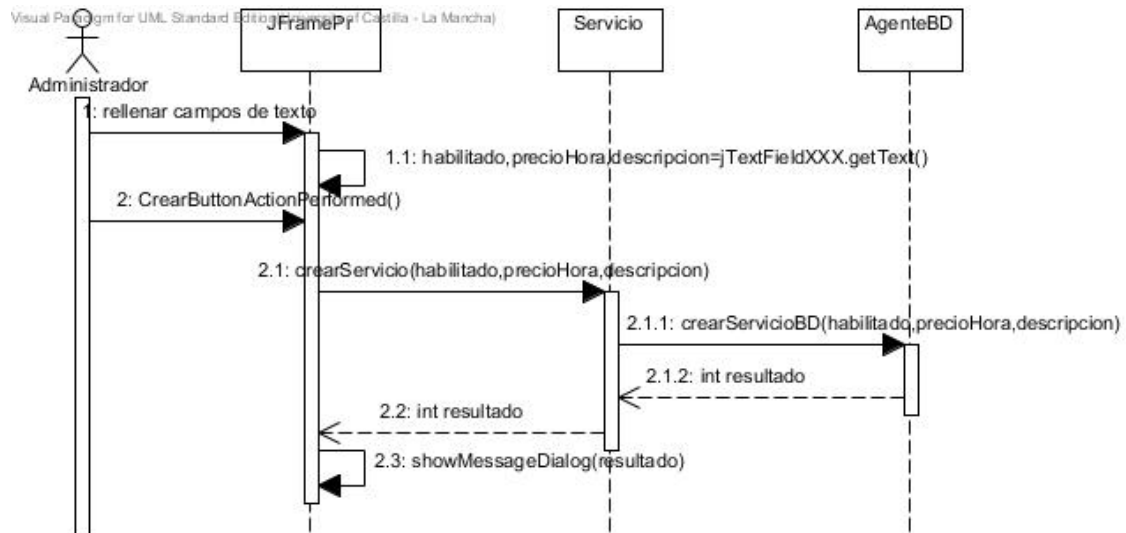 Visual Paradigm for UML Standard Edition(University of Castilla - La Mancha)
JFramePr
Servicio
AgenteBD
Administrador
1: rellenar campos de texto
1.1: habilitado,precioHora,descripcion=jTextFieldXXX.getText()
2: CrearButtonActionPerformed()
2.1: crearServicio(habilitado,precioHora,descripcion)
2.1.1: crearServicioBD(habilitado,precioHora,descripcion)
2.1.2: int resultado
2.2: int resultado
2.3: showMessageDialog(resultado)